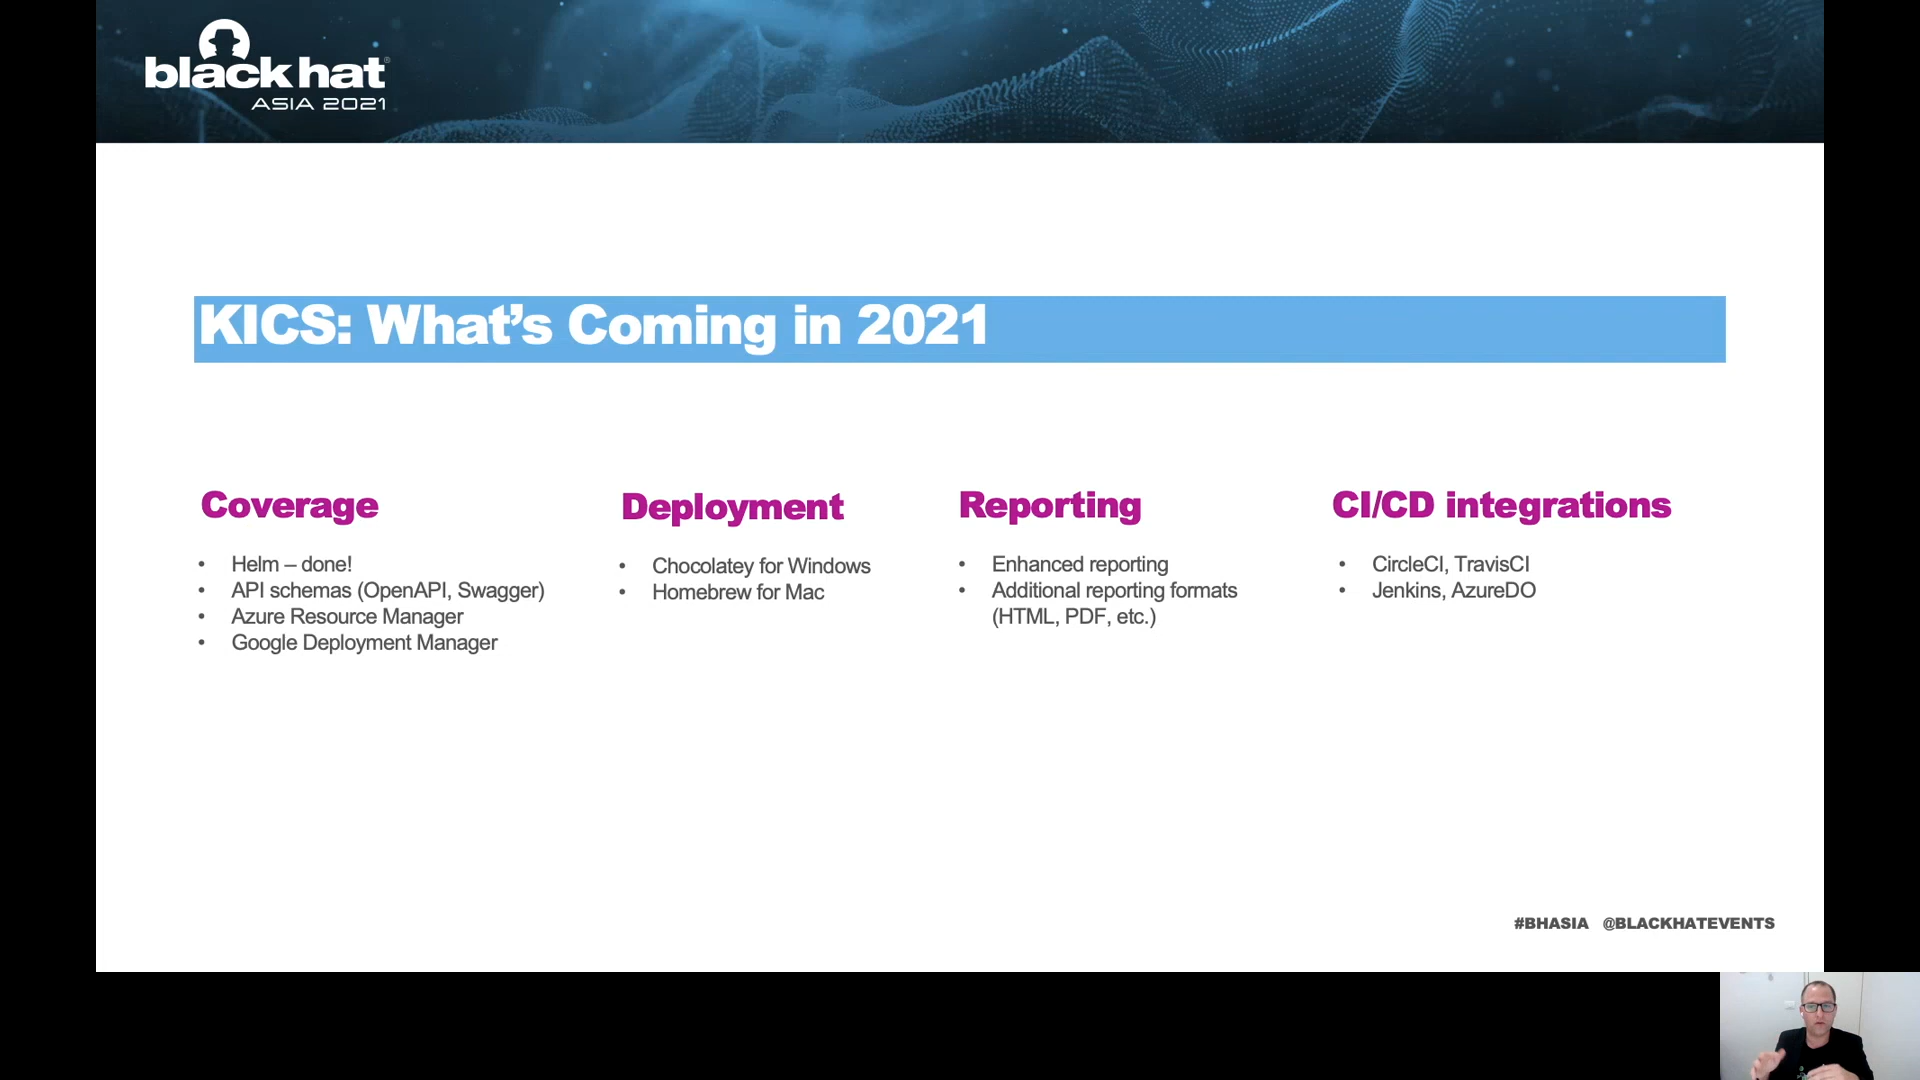 black hat®
ASIA 2021
KICS: What’s Coming in 2021
Coverage
• Helm – done!
• API schemas (OpenAPI, Swagger)
• Azure Resource Manager
• Google Deployment Manager
Deployment
• Chocolatey for Windows
• Homebrew for Mac
Reporting
• Enhanced reporting
• Additional reporting formats
(HTML, PDF, etc.)
CI/CD integrations
• CircleCI, TravisCI
• Jenkins, AzureDO
#BHASIA @BLACKHATEVENTS